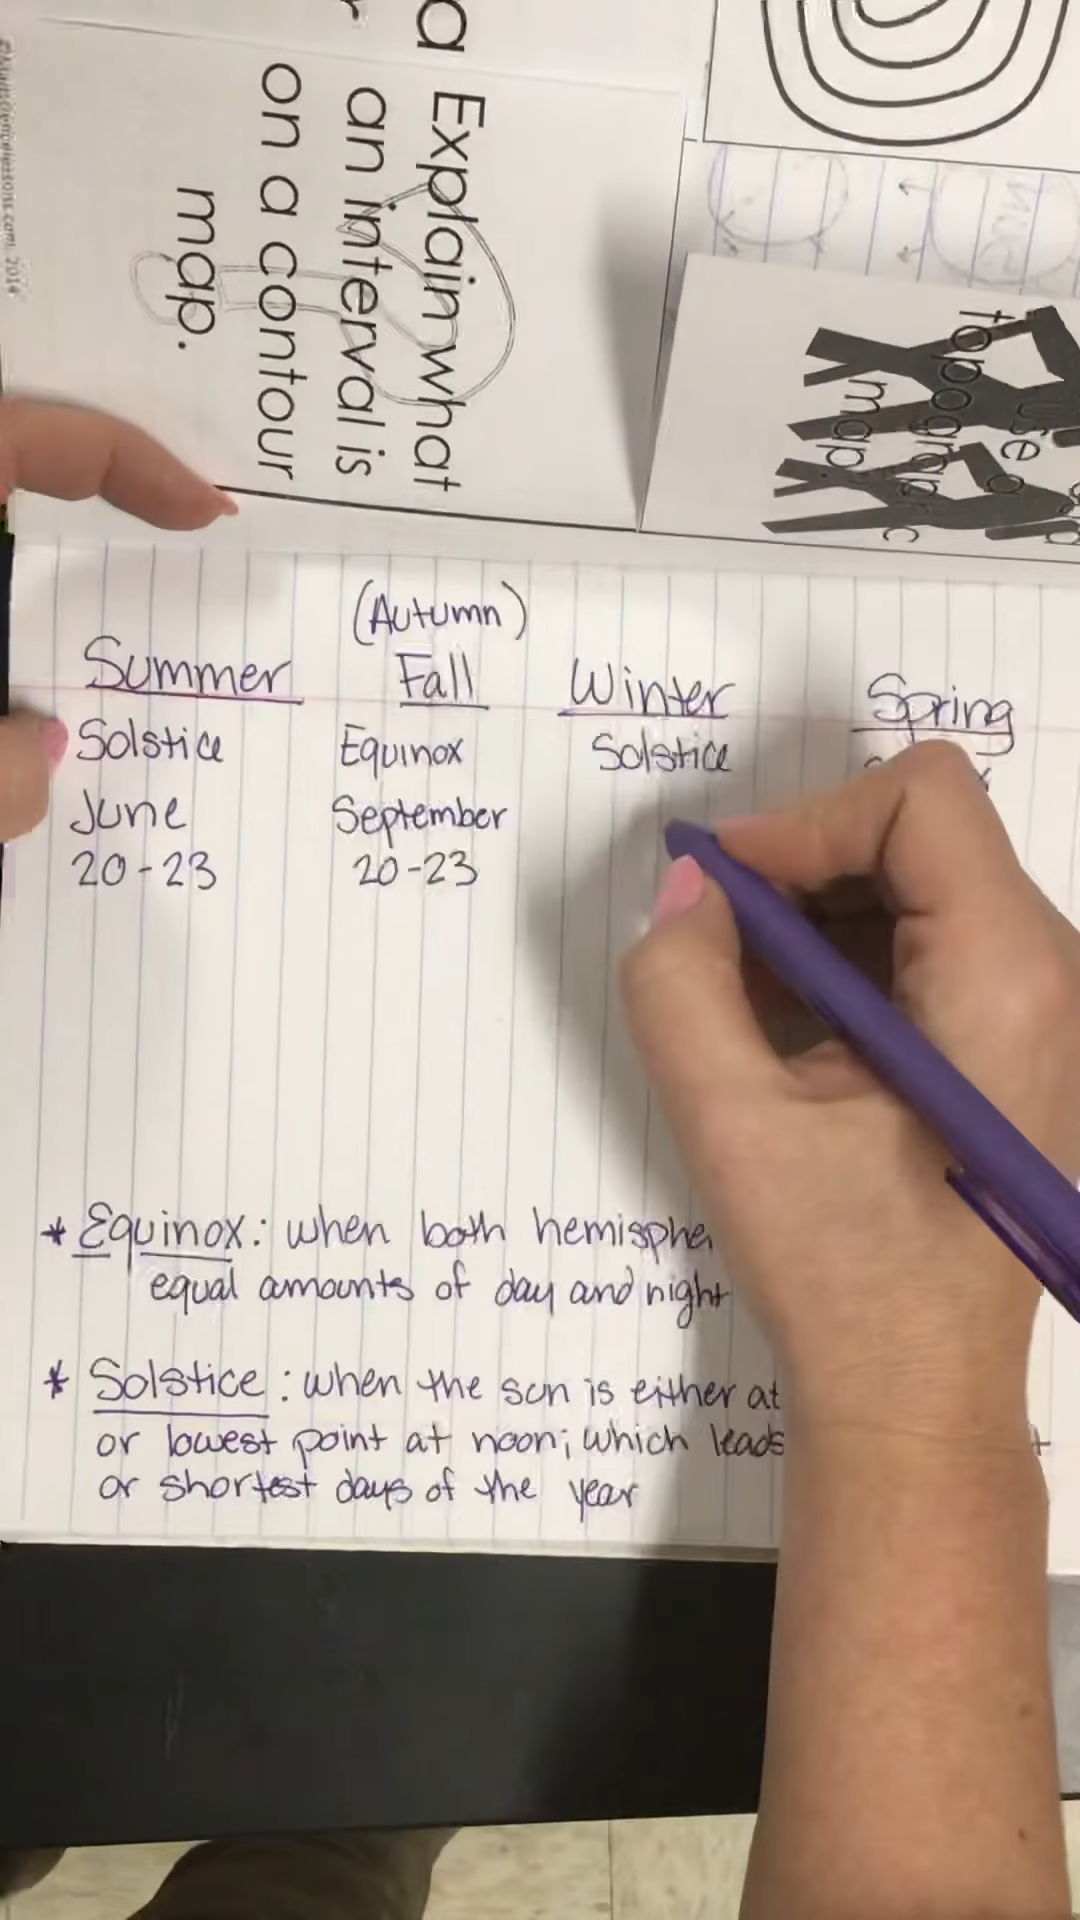 Explain what
an interval is
on a contour
map.
use a
topographic
map
(Autumn)
Summer Fall Winter Spring
Solstice Equinox Solstice
June September
20-23 20-23
* Equinox: when both
equal amounts of day and night
* Solstice: when the sun is either at
or lowest point at noon; which leads
or shortest days of the year